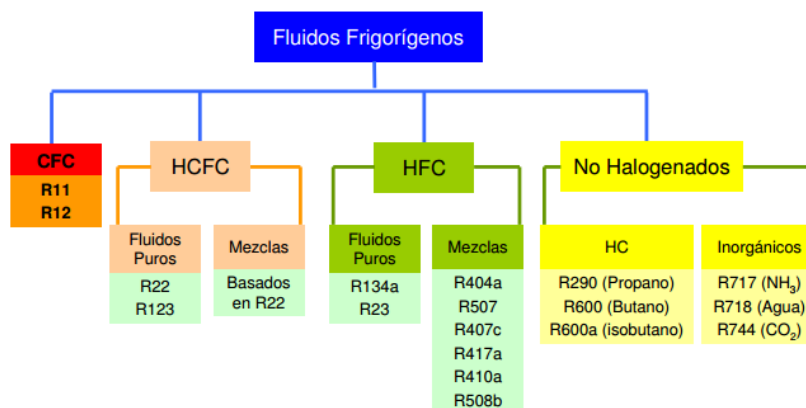 Fluidos Frigorígenos
CFC
R11
R12
HCFC
Fluidos
Puros
R22
R123
Mezclas
Basados
en R22
HFC
Fluidos
Puros
R134a
R23
Mezclas
R404a
R507
R407c
R417a
R410a
R508b
No Halogenados
HC
R290 (Propano)
R600 (Butano)
R600a (isobutano)
Inorgánicos
R717 (NH₃)
R718 (Agua)
R744 (CO₂)